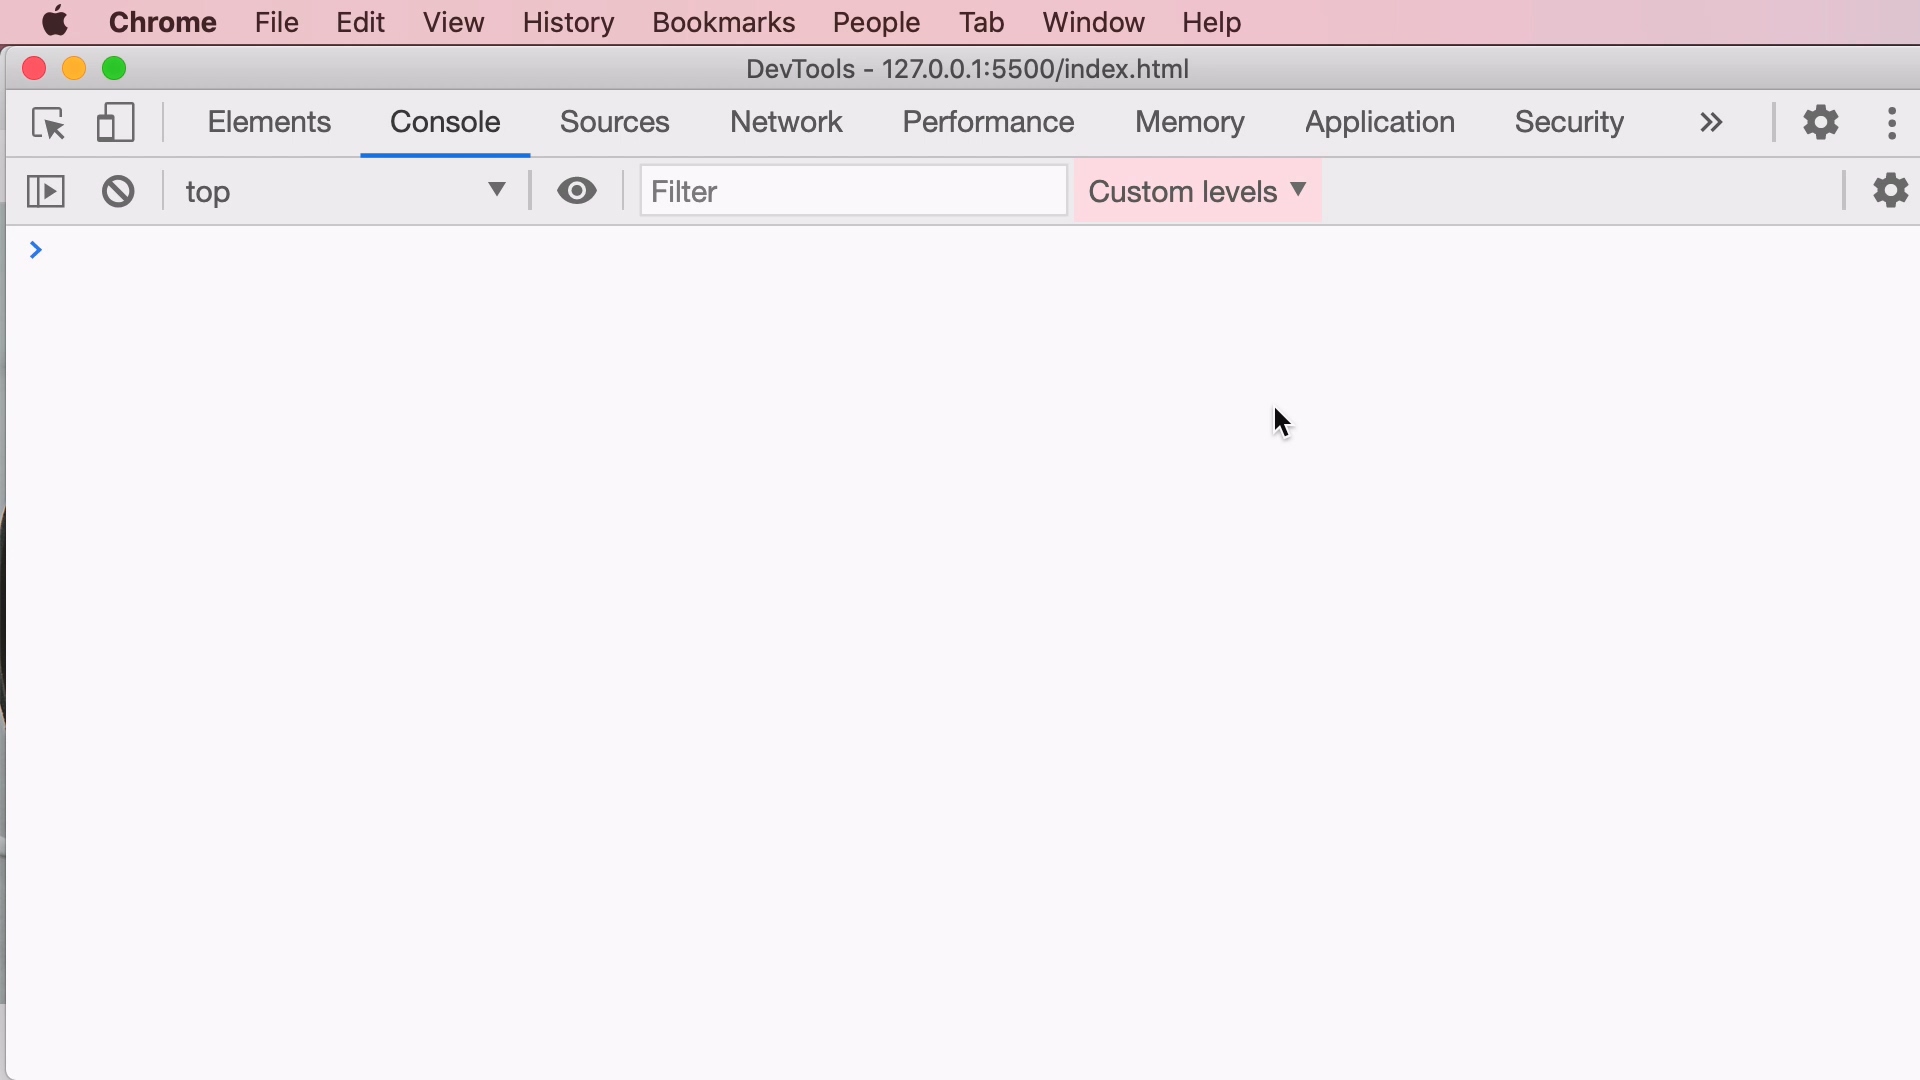 Chrome File Edit View History Bookmarks People Tab Window Help
DevTools - 127.0.0.1:5500/index.html
Elements Console Sources Network Performance Memory Application Security
top Filter Custom levels